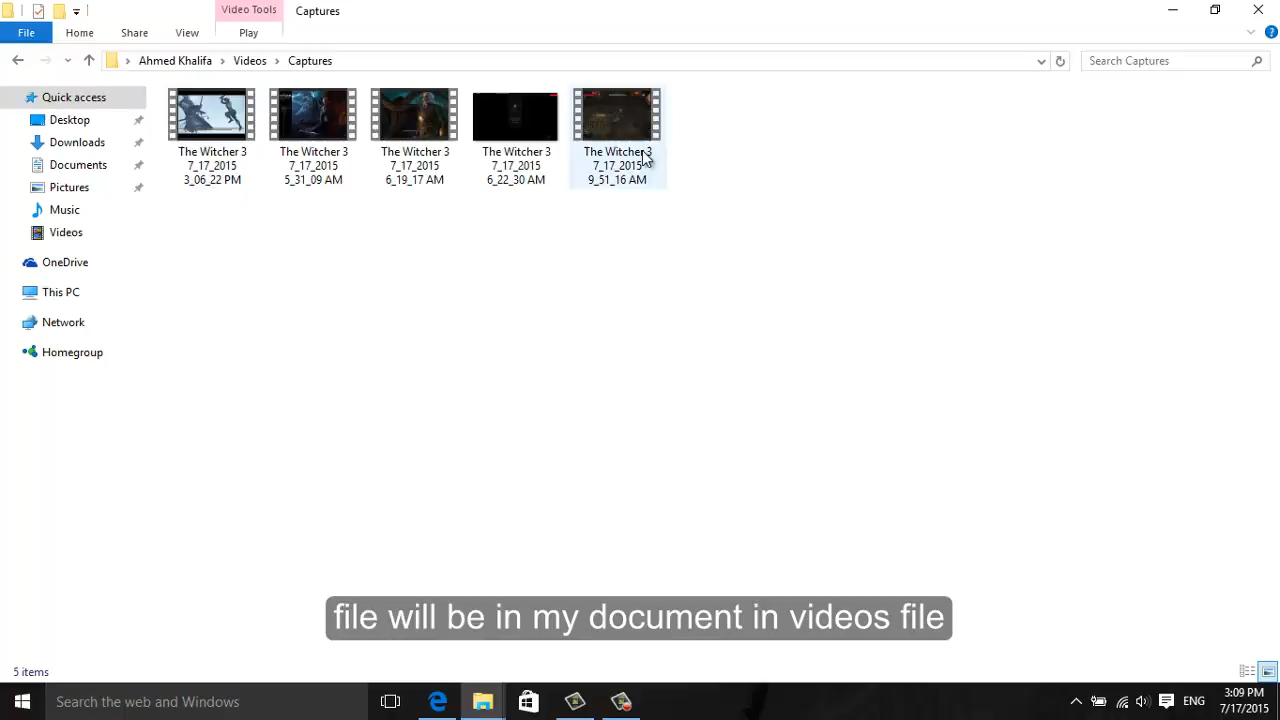 Video Tools
Captures
File
Home
Share
View
Play
Ahmed Khalifa
Videos
Captures
Search Captures
Quick access
Desktop
Downloads
Documents
Pictures
Music
Videos
OneDrive
This PC
Network
Homegroup
The Witcher 3
7_17_2015
3_06_22 PM
The Witcher 3
7_17_2015
5_31_09 AM
The Witcher 3
7_17_2015
6_19_17 AM
The Witcher 3
7_17_2015
6_22_30 AM
The Witcher 3
7_17_2015
9_51_16 AM
file will be in my document in videos file
5 items
Search the web and Windows
ENG
3:09 PM
7/17/2015